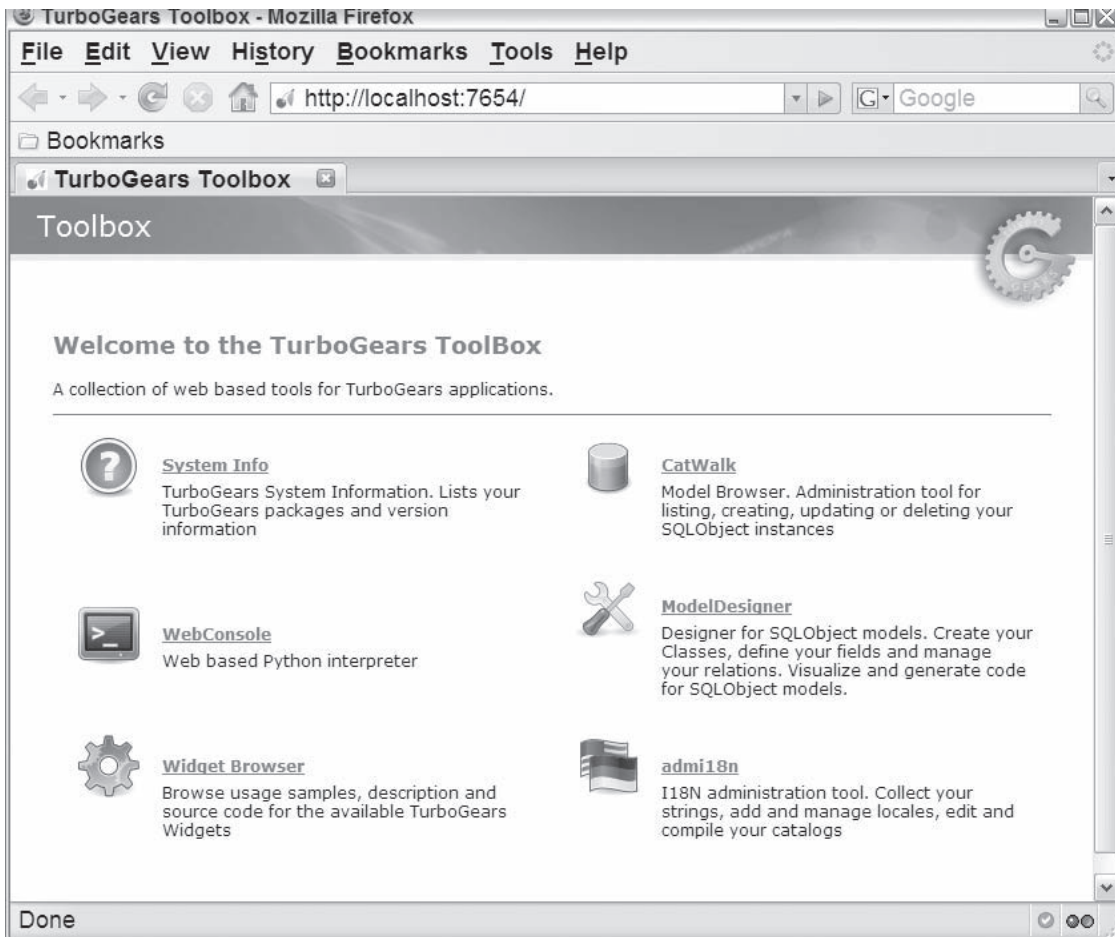 TurboGears Toolbox - Mozilla Firefox
File Edit View History Bookmarks Tools Help
http://localhost:7654/
G Google
Bookmarks
TurboGears Toolbox
Toolbox
GEARS
Welcome to the TurboGears ToolBox
A collection of web based tools for TurboGears applications.
System Info
TurboGears System Information. Lists your
TurboGears packages and version
information
CatWalk
Model Browser. Administration tool for
listing, creating, updating or deleting your
SQLObject instances
>_
WebConsole
Web based Python interpreter
ModelDesigner
Designer for SQLObject models. Create your
Classes, define your fields and manage
your relations. Visualize and generate code
for SQLObject models.
Widget Browser
Browse usage samples, description and
source code for the available TurboGears
Widgets
admi18n
I18N administration tool. Collect your
strings, add and manage locales, edit and
compile your catalogs
Done